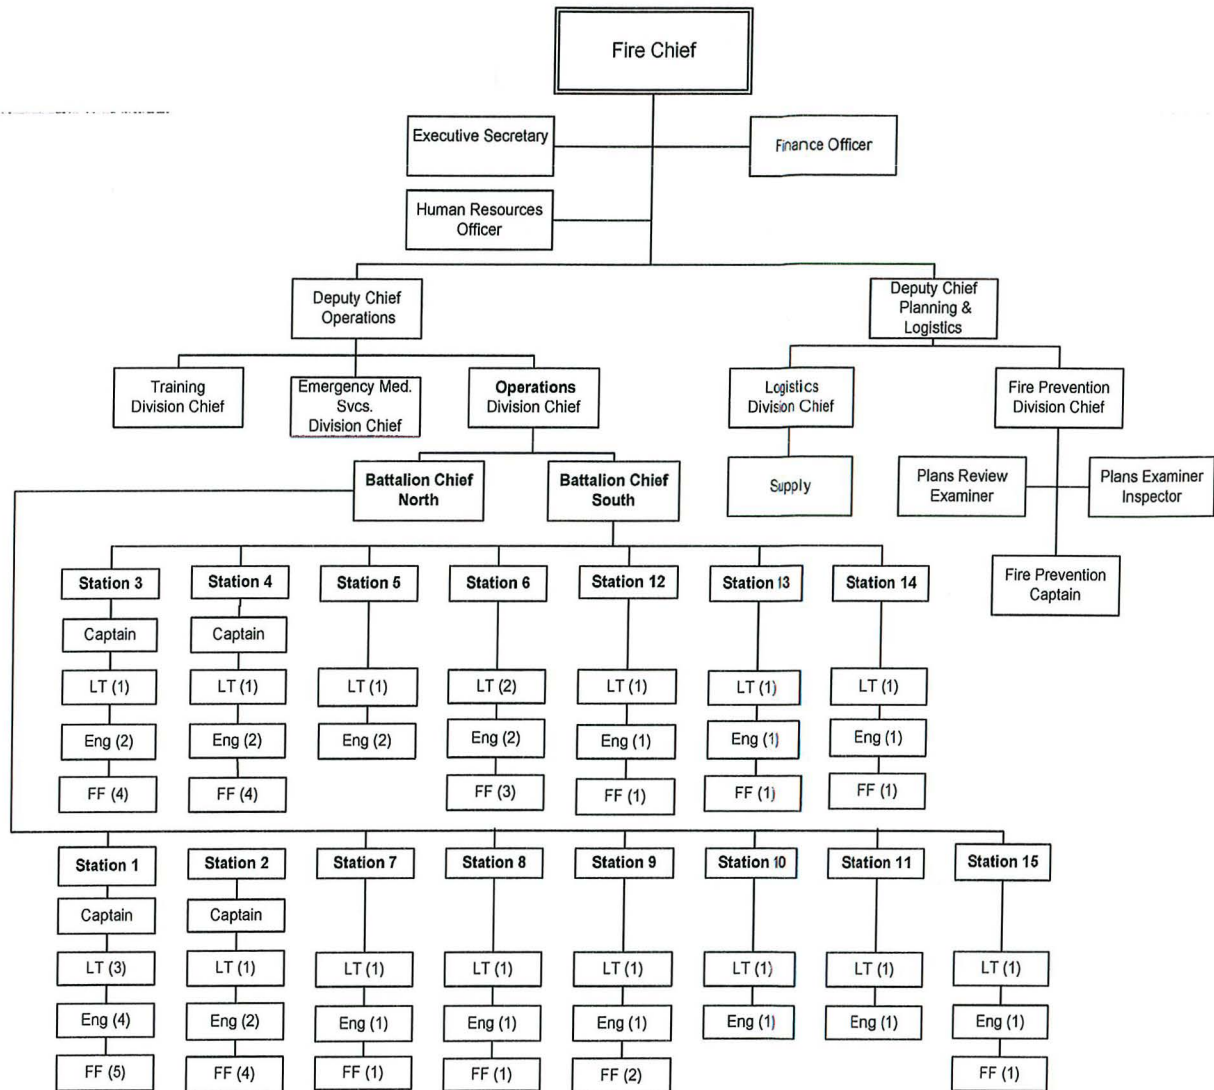 Fire Chief
Executive Secretary
Finance Officer
Human Resources
Officer
Deputy Chief
Operations
Deputy Chief
Planning &
Logistics
Training
Division Chief
Emergency Med.
Svcs.
Division Chief
Operations
Division Chief
Logistics
Division Chief
Fire Prevention
Division Chief
Battalion Chief
North
Battalion Chief
South
Supply
Plans Review
Examiner
Plans Examiner
Inspector
Fire Prevention
Captain
Station 3
Station 4
Station 5
Station 6
Station 12
Station 13
Station 14
Captain
Captain
LT (1)
LT (1)
LT (1)
LT (2)
LT (1)
LT (1)
LT (1)
Eng (2)
Eng (2)
Eng (2)
Eng (2)
Eng (1)
Eng (1)
Eng (1)
FF (4)
FF (4)
FF (3)
FF (1)
FF (1)
FF (1)
Station 1
Station 2
Station 7
Station 8
Station 9
Station 10
Station 11
Station 15
Captain
Captain
LT (3)
LT (1)
LT (1)
LT (1)
LT (1)
LT (1)
LT (1)
LT (1)
Eng (4)
Eng (2)
Eng (1)
Eng (1)
Eng (1)
Eng (1)
Eng (1)
Eng (1)
FF (5)
FF (4)
FF (1)
FF (1)
FF (2)
FF (1)